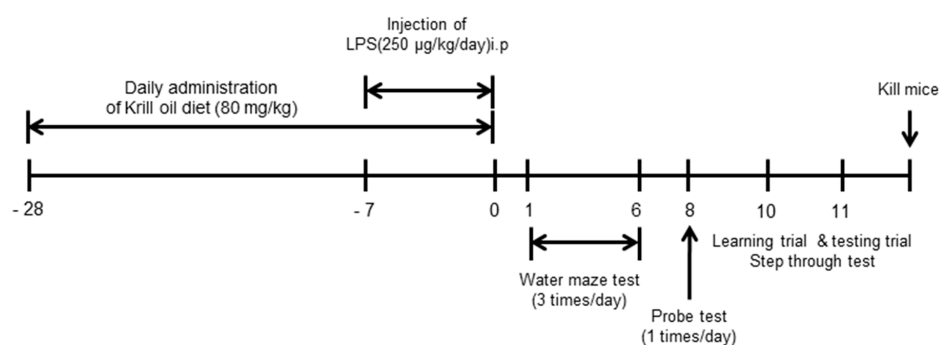 Injection of
LPS(250 µg/kg/day)i.p
Daily administration
of Krill oil diet (80 mg/kg)
Kill mice
- 28
- 7
0
1
6
8
10
11
Water maze test
(3 times/day)
Learning trial & testing trial
Step through test
Probe test
(1 times/day)